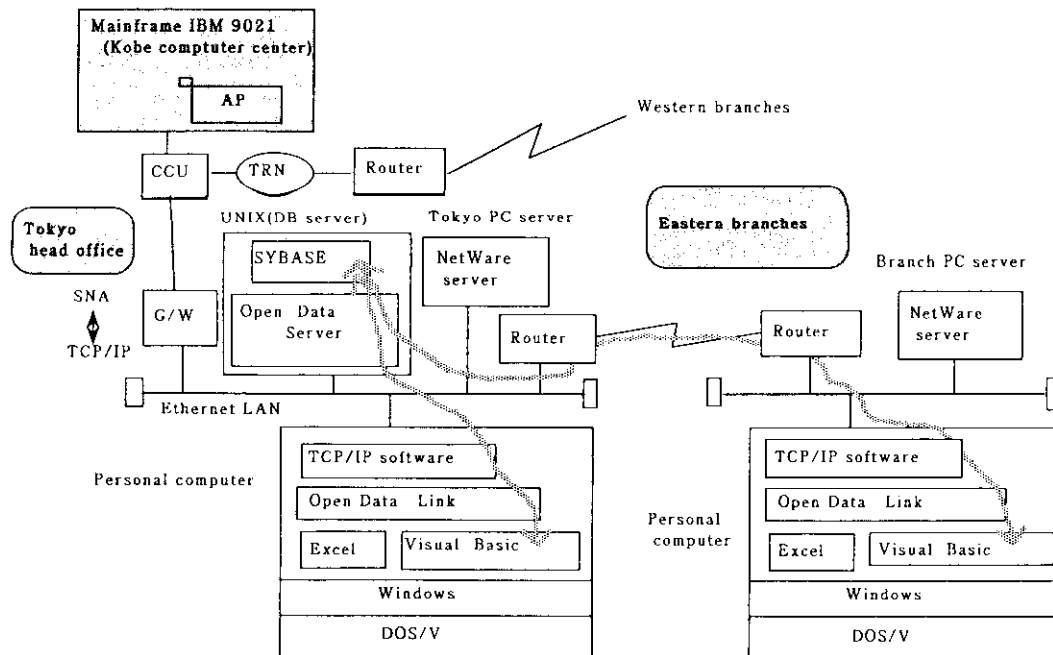 Mainframe IBM 9021
(Kobe comptuter center)
AP
Western branches
CCU
TRN
Router
UNIX(DB server)
Tokyo PC server
Tokyo
head office
SYBASE
NetWare
server
Eastern branches
Branch PC server
SNA
TCP/IP
G/W
Open Data
Server
Router
Router
NetWare
server
Ethernet LAN
Personal computer
TCP/IP software
Open Data Link
Excel
Visual Basic
Windows
DOS/V
Personal
computer
TCP/IP software
Open Data Link
Excel
Visual Basic
Windows
DOS/V